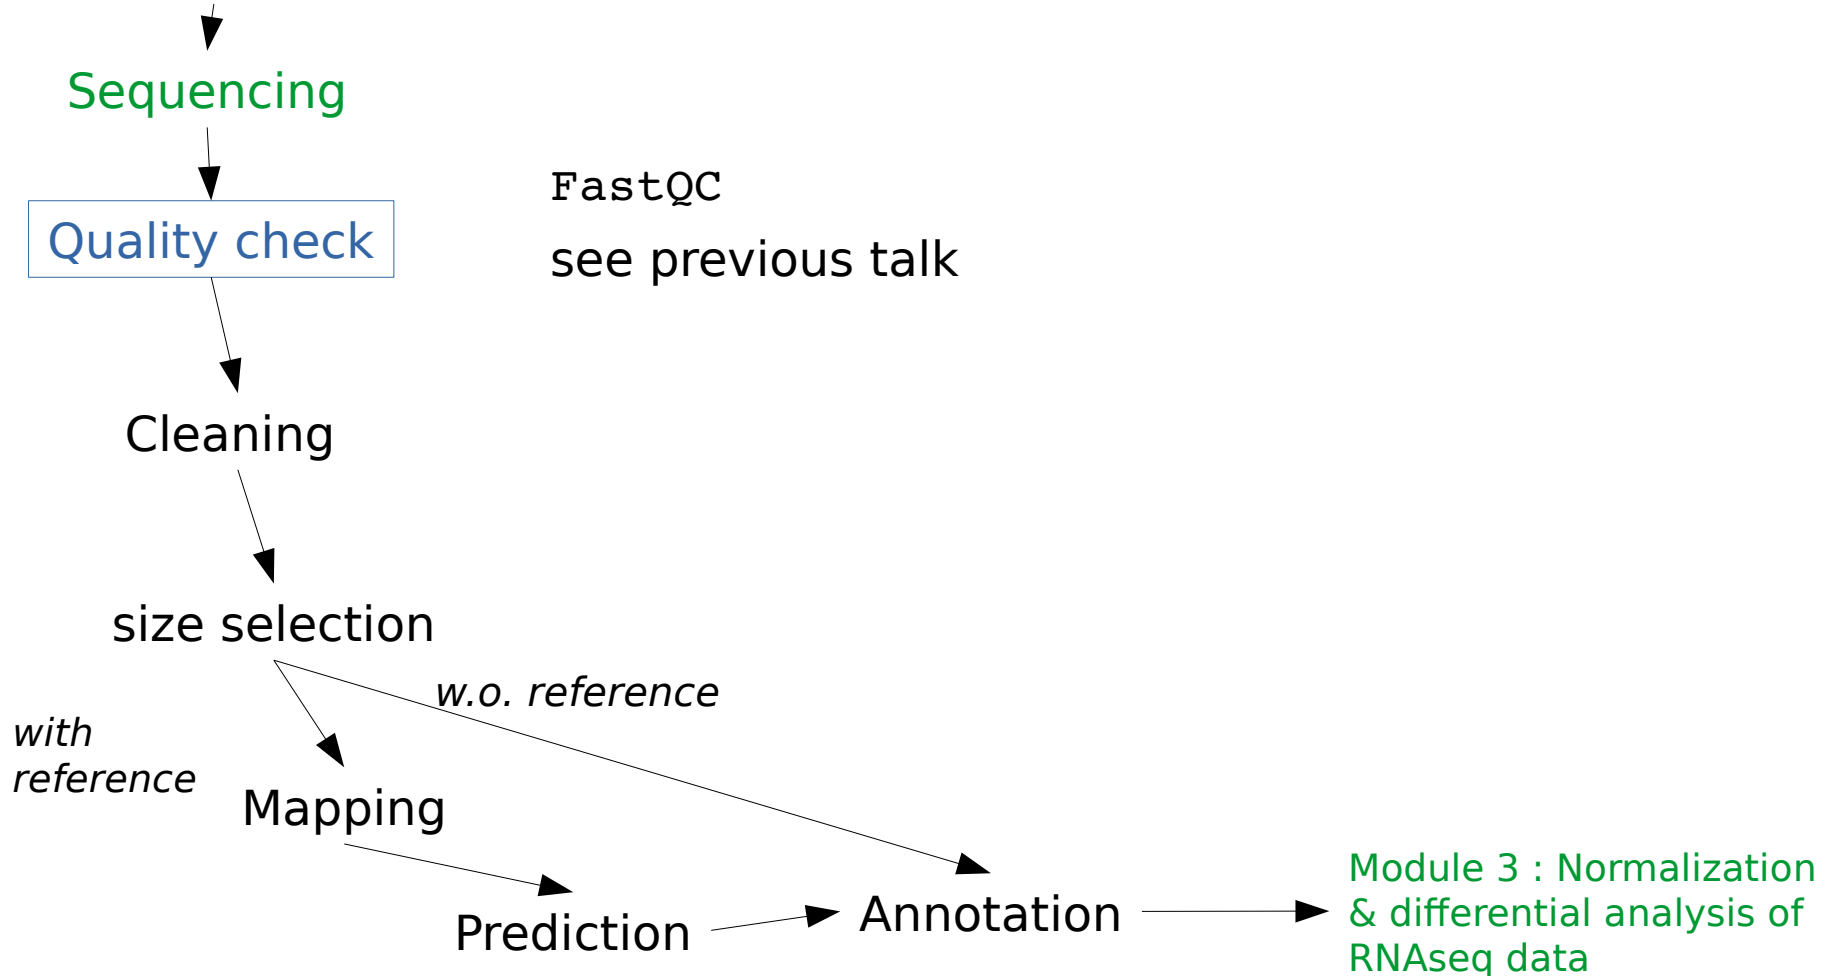 Sequencing
FastQC
Quality check
see previous talk
Cleaning
size selection
w.o. reference
with
reference
Mapping
Prediction
Annotation
Module 3 : Normalization
& differential analysis of
RNAseq data